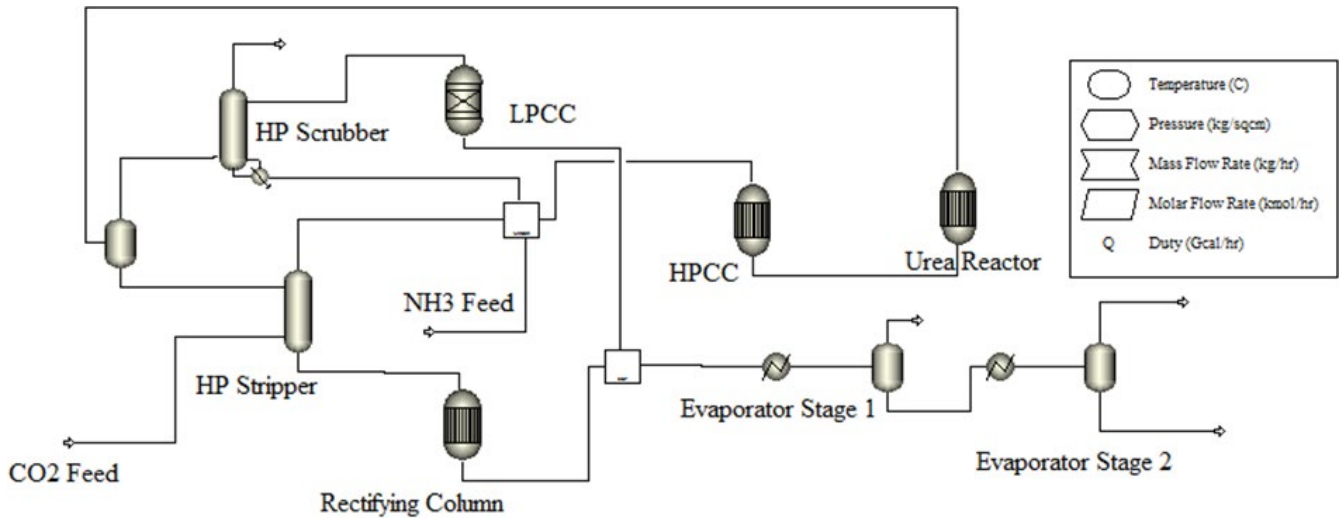 HP Scrubber
LPCC
HPCC
Urea Reactor
NH3 Feed
HP Stripper
CO2 Feed
Rectifying Column
Evaporator Stage 1
Evaporator Stage 2
Temperature (C)
Pressure (kg/sqcm)
Mass Flow Rate (kg/hr)
Molar Flow Rate (kmol/hr)
Q Duty (Gcal/hr)